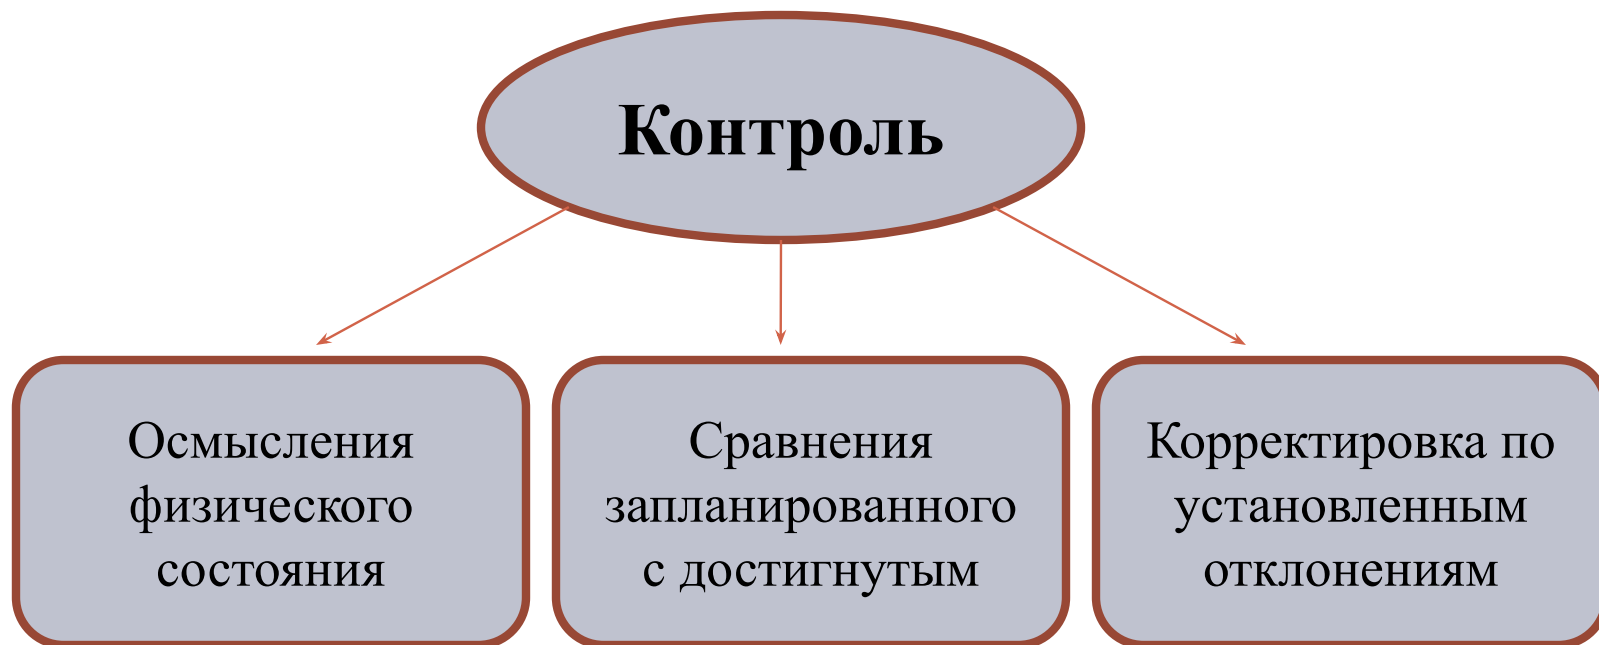 Контроль
Осмысления
физического
состояния
Сравнения
запланированного
с достигнутым
Корректировка по
установленным
отклонениям